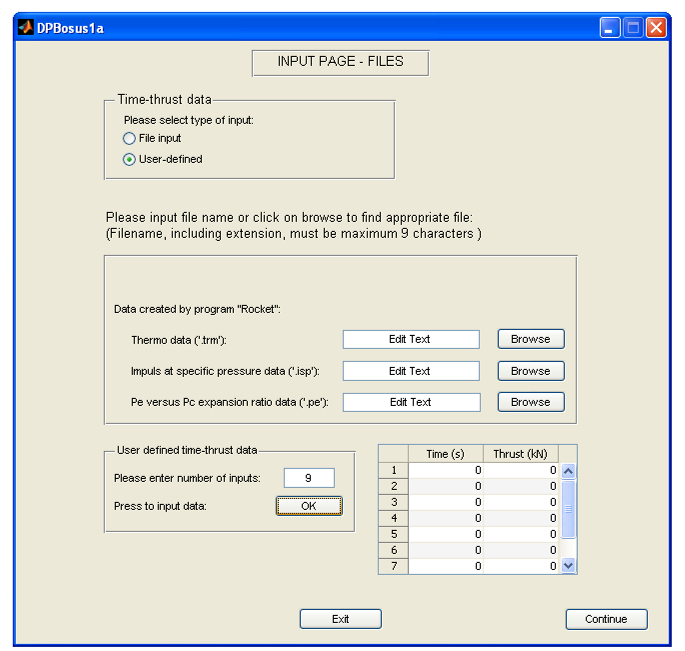 DPBosus1a
INPUT PAGE - FILES
Time-thrust data
Please select type of input:
File input
User-defined
Please input file name or click on browse to find appropriate file:
(Filename, including extension, must be maximum 9 characters )
Data created by program "Rocket":
Thermo data ('.trm'): Edit Text Browse
Impuls at specific pressure data ('.isp'): Edit Text Browse
Pe versus Pc expansion ratio data ('.pe'): Edit Text Browse
User defined time-thrust data
Please enter number of inputs: 9
Press to input data: OK
Time (s) Thrust (kN)
1 0 0
2 0 0
3 0 0
4 0 0
5 0 0
6 0 0
7 0 0
Exit Continue